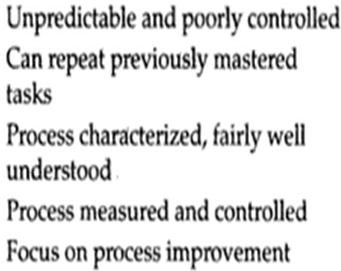 Unpredictable and poorly controlled
Can repeat previously mastered
tasks
Process characterized, fairly well
understood
Process measured and controlled
Focus on process improvement